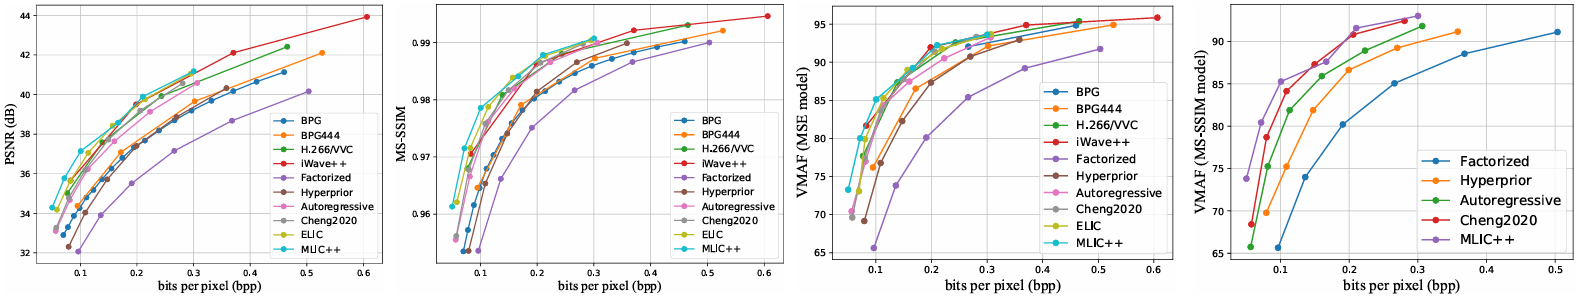 44
42
40
38
36
34
32
PSNR (dB)
0.1 0.2 0.3 0.4 0.5 0.6
bits per pixel (bpp)
BPG
BPG444
H.266/VVC
iWave++
Factorized
Hyperprior
Autoregressive
Cheng2020
ELIC
MLIC++
0.99
0.98
0.97
0.96
MS-SSIM
0.1 0.2 0.3 0.4 0.5 0.6
bits per pixel (bpp)
BPG
BPG444
H.266/VVC
iWave++
Factorized
Hyperprior
Autoregressive
Cheng2020
ELIC
MLIC++
95
90
85
80
75
70
65
VMAF (MSE model)
0.1 0.2 0.3 0.4 0.5 0.6
bits per pixel (bpp)
BPG
BPG444
H.266/VVC
iWave++
Factorized
Hyperprior
Autoregressive
Cheng2020
ELIC
MLIC++
90
85
80
75
70
65
VMAF (MS-SSIM model)
0.1 0.2 0.3 0.4 0.5
bits per pixel (bpp)
Factorized
Hyperprior
Autoregressive
Cheng2020
MLIC++